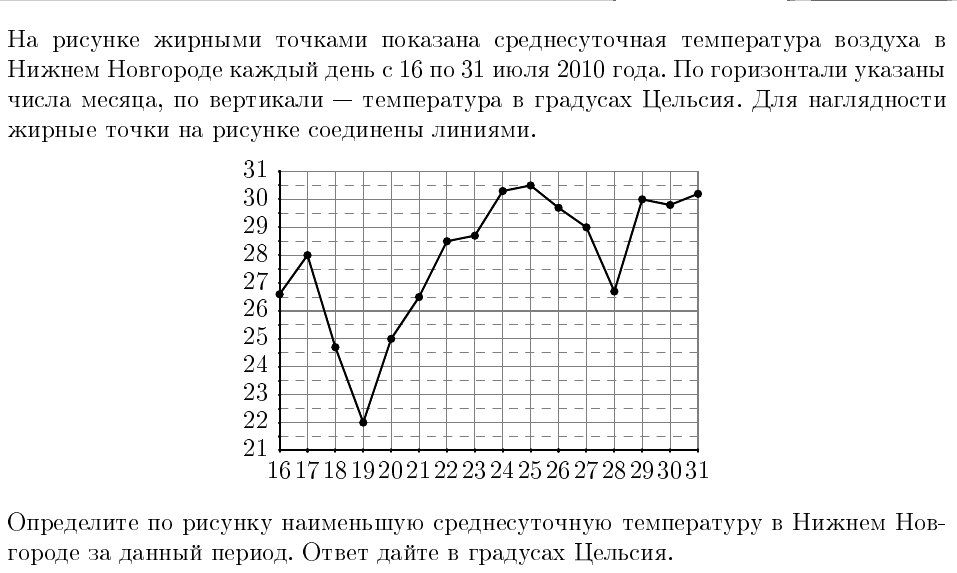 На рисунке жирными точками показана среднесуточная температура воздуха в
Нижнем Новгороде каждый день с 16 по 31 июля 2010 года. По горизонтали указаны
числа месяца, по вертикали — температура в градусах Цельсия. Для наглядности
жирные точки на рисунке соединены линиями.
31
30
29
28
27
26
25
24
23
22
21
16 17 18 19 20 21 22 23 24 25 26 27 28 29 30 31
Определите по рисунку наименьшую среднесуточную температуру в Нижнем Нов-
городе за данный период. Ответ дайте в градусах Цельсия.